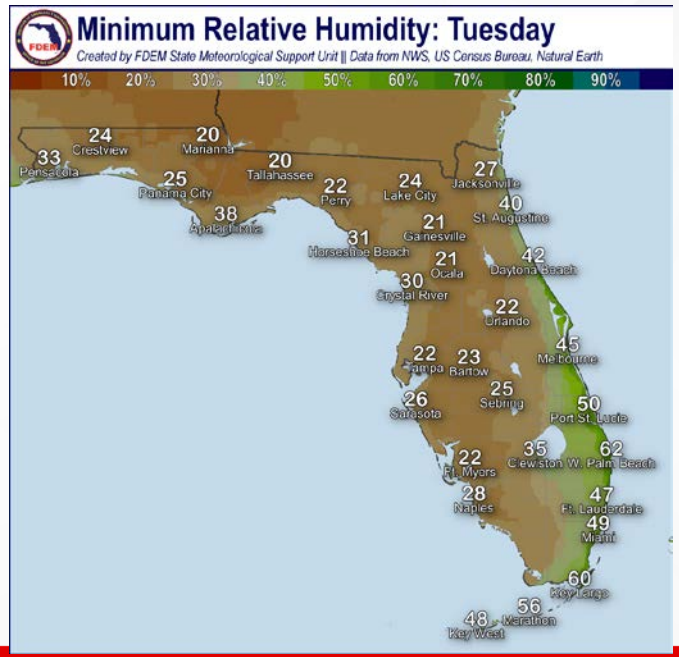 FDEM
Minimum Relative Humidity: Tuesday
Created by FDEM State Meteorological Support Unit || Data from NWS, US Census Bureau, Natural Earth
10% 20% 30% 40% 50% 60% 70% 80% 90%
24
Crestview
20
Marianna
33
Pensacola
20
Tallahassee
25
Panama City
22
Perry
24
Lake City
27
Jacksonville
38
Apalachicola
40
St. Augustine
21
Gainesville
31
Horseshoe Beach
21
Ocala
42
Daytona Beach
30
Crystal River
22
Orlando
22
Tampa
23
Bartow
45
Melbourne
26
Sarasota
25
Sebring
50
Port St. Lucie
22
Ft. Myers
35
Clewiston
62
W. Palm Beach
28
Naples
47
Ft. Lauderdale
49
Miami
60
Key Largo
56
Marathon
48
Key West